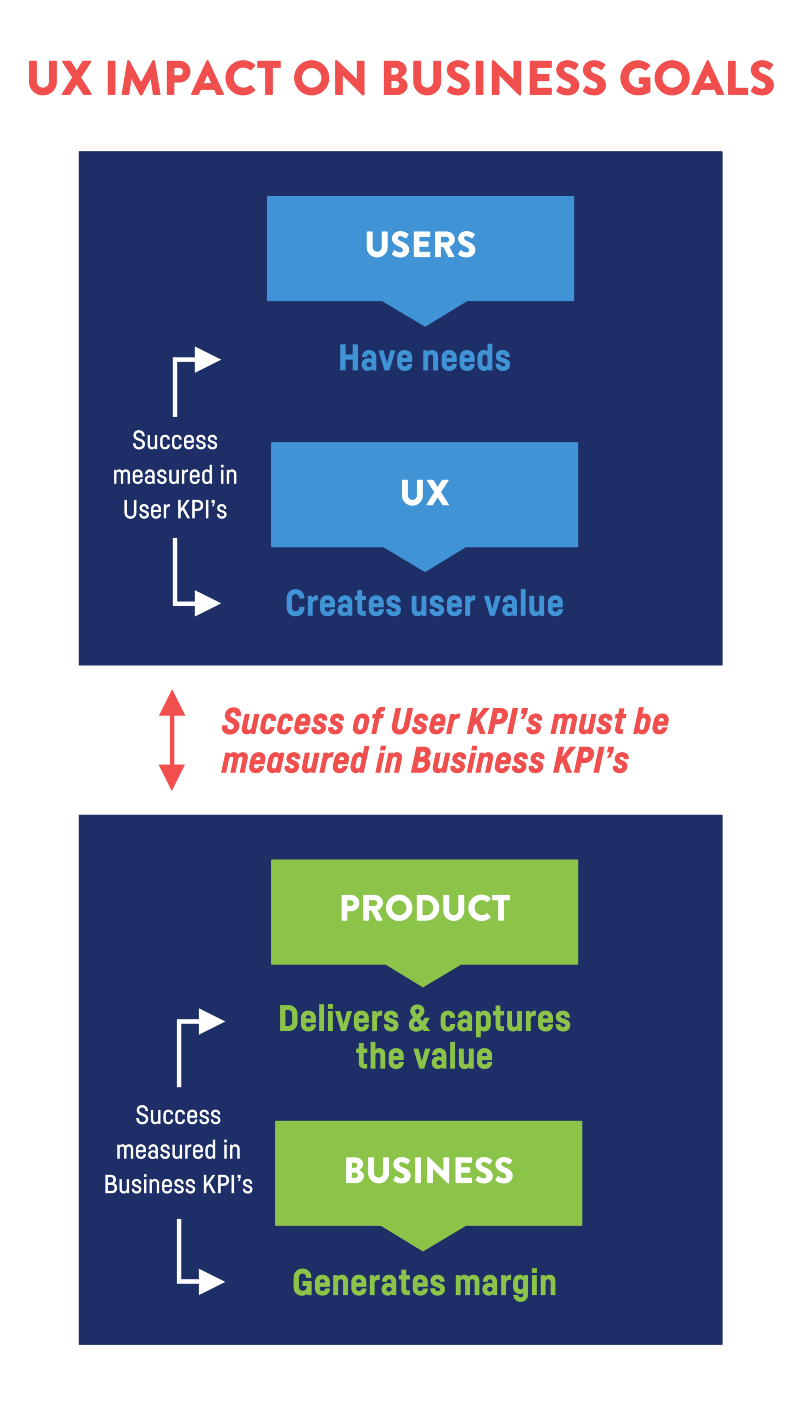 UX IMPACT ON BUSINESS GOALS
USERS
Have needs
Success
measured in
User KPI’s
UX
Creates user value
Success of User KPI’s must be
measured in Business KPI’s
PRODUCT
Delivers & captures
the value
Success
measured in
Business KPI’s
BUSINESS
Generates margin